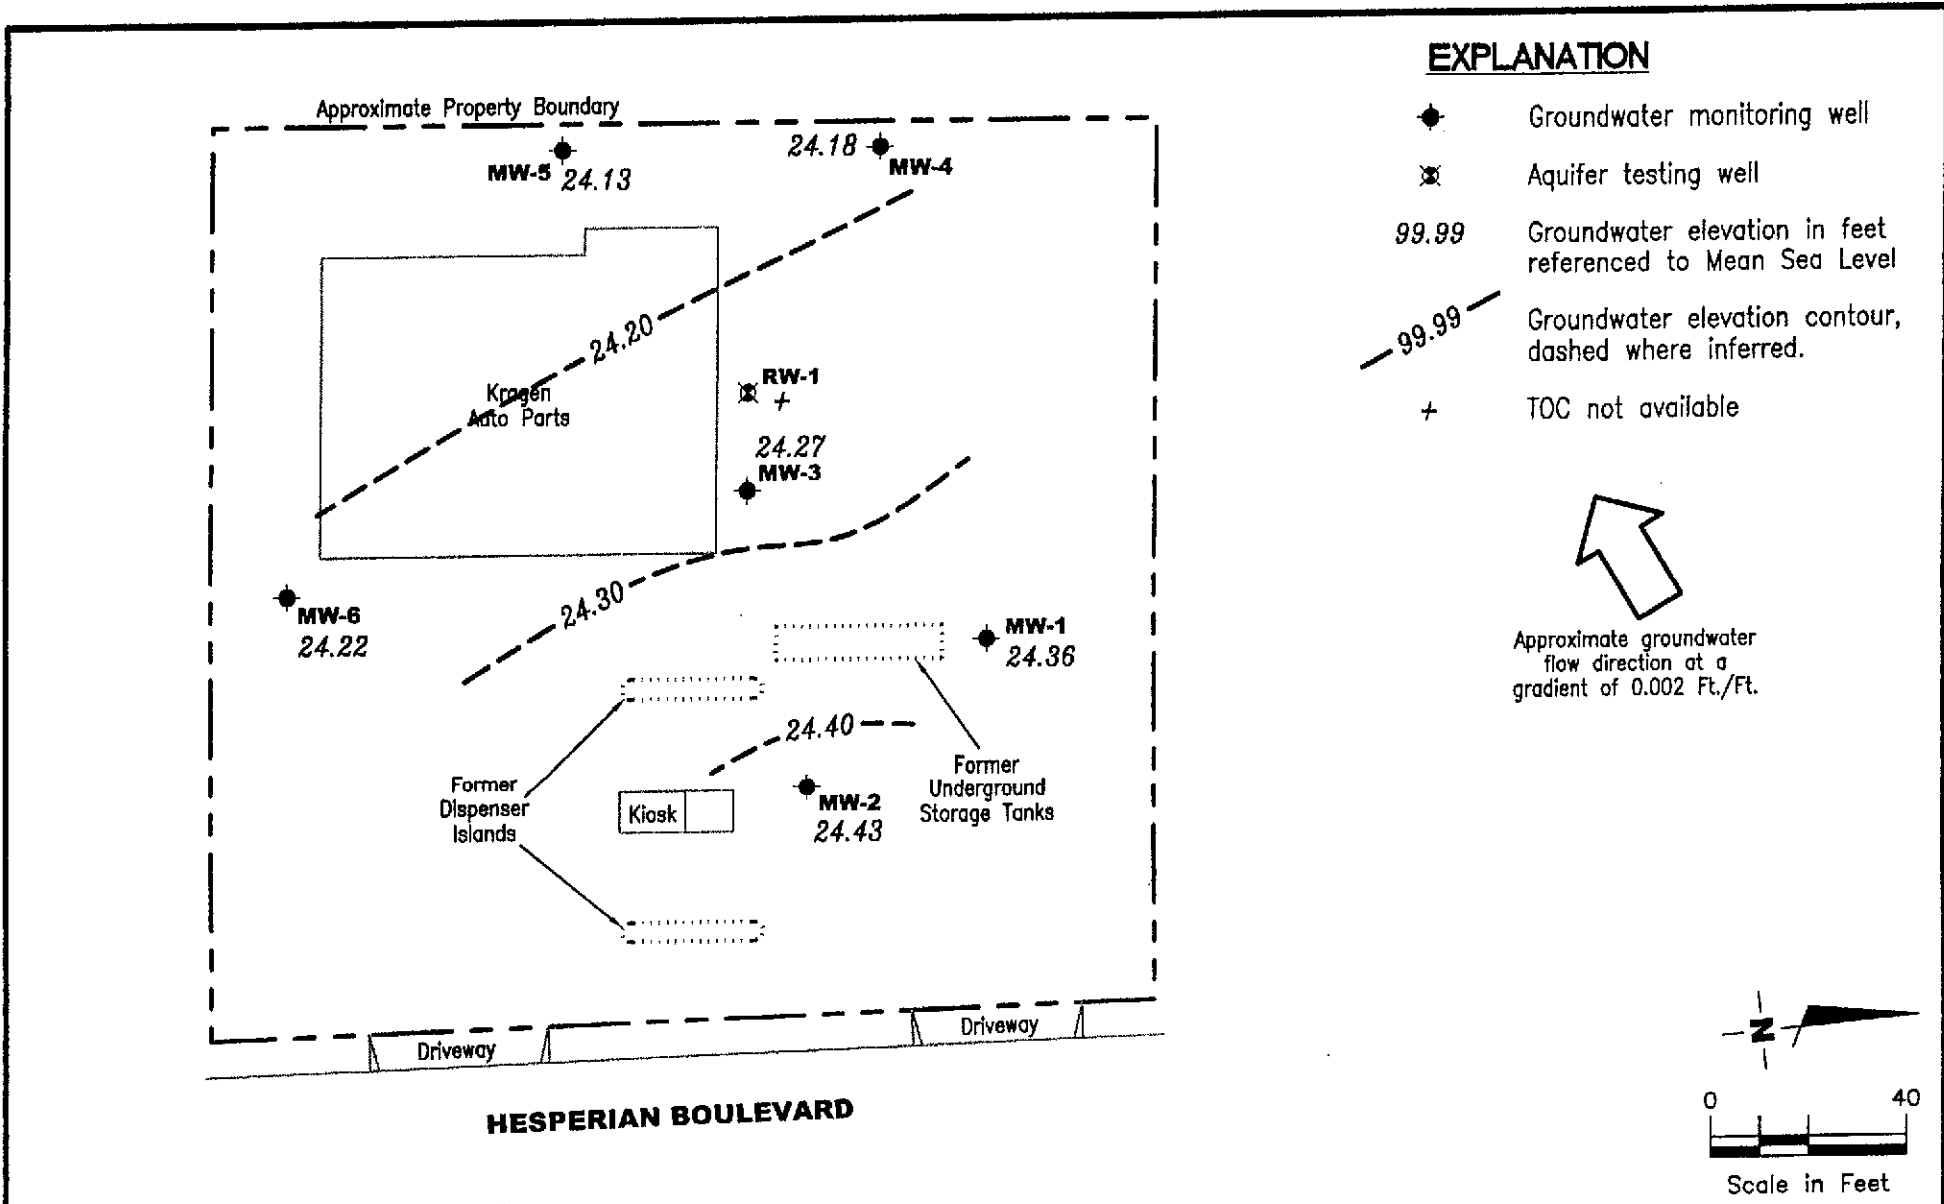 EXPLANATION
Approximate Property Boundary
MW-5 24.13
24.18
MW-4
Groundwater monitoring well
Aquifer testing well
99.99
Groundwater elevation in feet
referenced to Mean Sea Level
99.99
Groundwater elevation contour,
dashed where inferred.
+ TOC not available
24.20
Kragen
Auto Parts
RW-1
+
24.27
MW-3
24.30
MW-6
24.22
MW-1
24.36
Approximate groundwater
flow direction at a
gradient of 0.002 Ft./Ft.
24.40
Former
Dispenser
Islands
Kiosk
MW-2
24.43
Former
Underground
Storage Tanks
Driveway
Driveway
HESPERIAN BOULEVARD
N
0 40
Scale in Feet